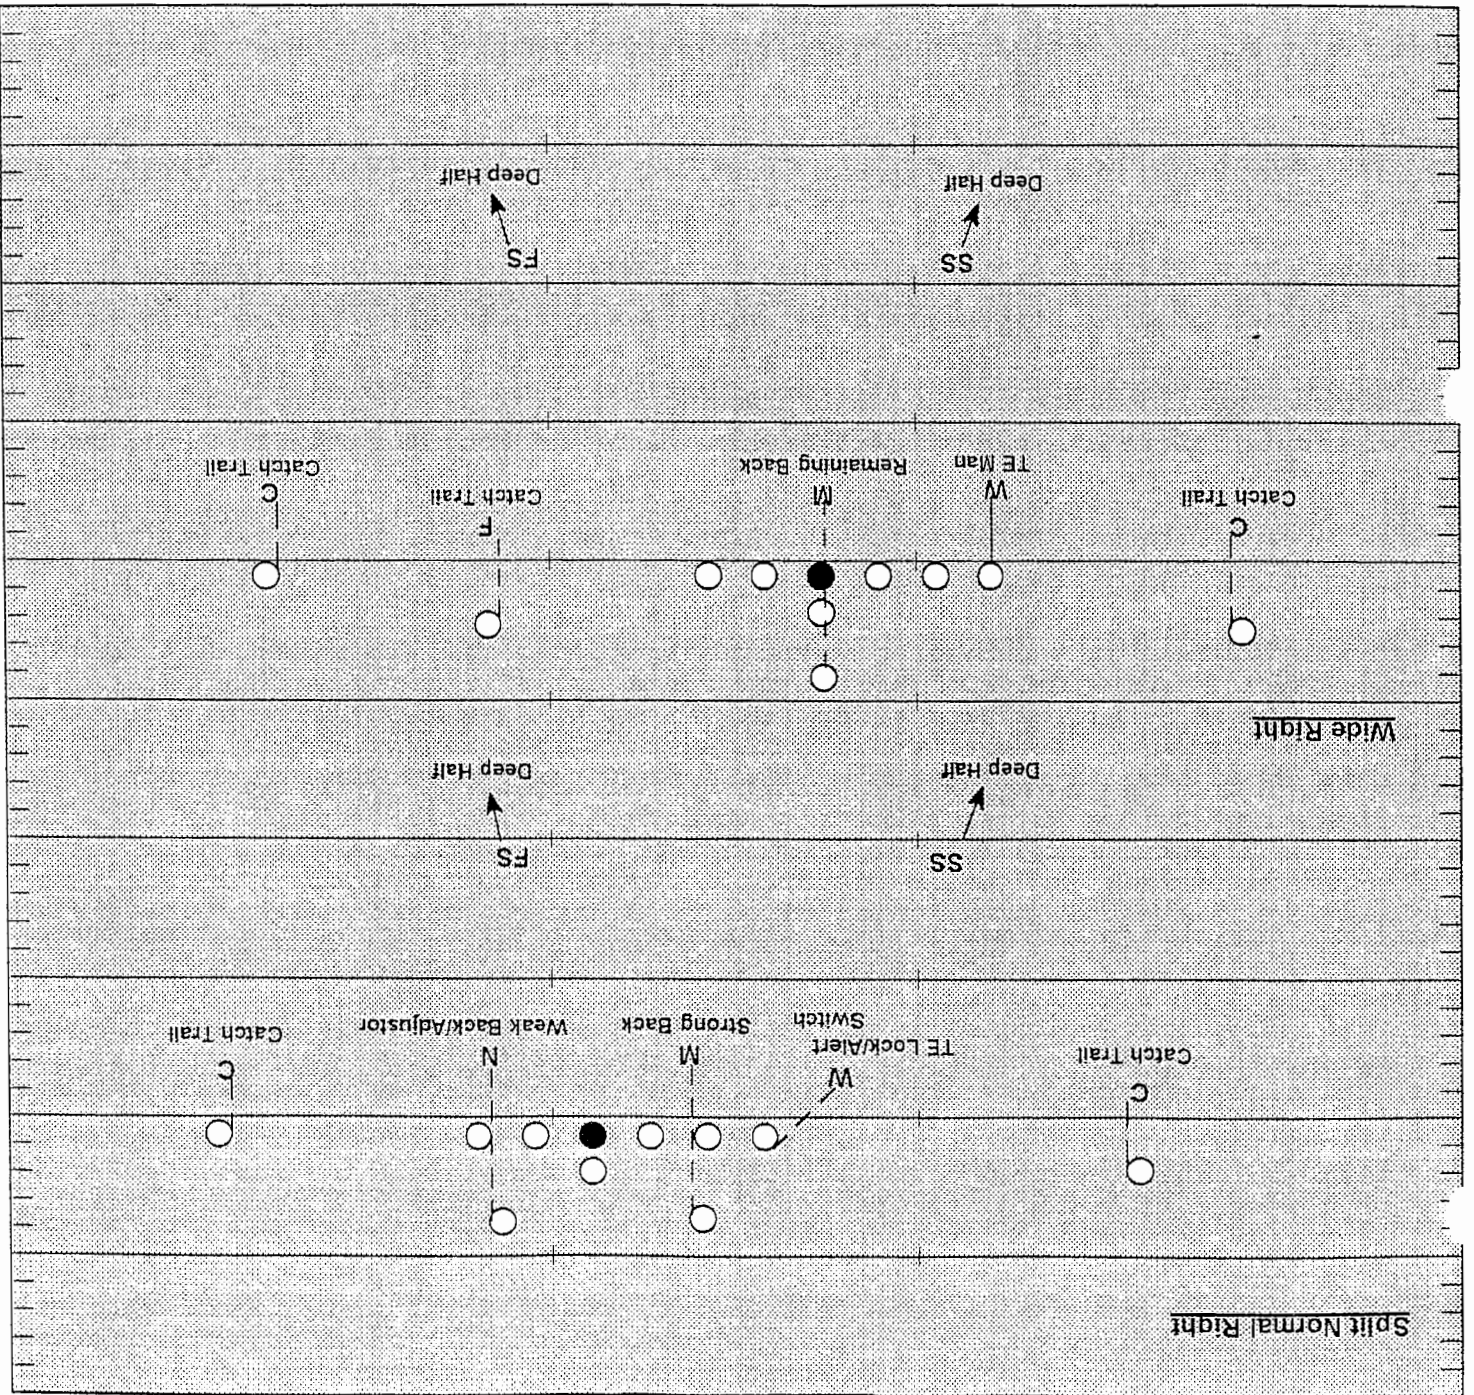 Split Normal Right
C
Catch Trail
W
TE Lock/Alert
Switch
M
Strong Back
N
Weak Back/Adjustor
C
Catch Trail
SS
Deep Half
FS
Deep Half
Wide Right
C
Catch Trail
W
TE Man
M
Remaining Back
F
Catch Trail
C
Catch Trail
SS
Deep Half
FS
Deep Half